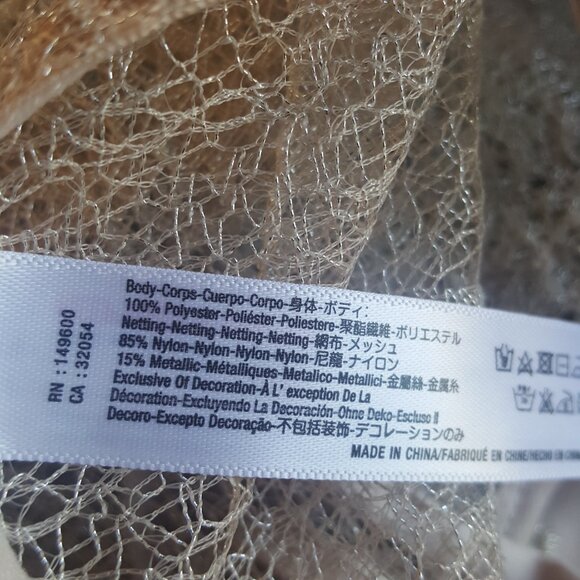 RN : 149600
CA : 32054
Body-Corps-Cuerpo-Corpo-身体-ボディ:
100% Polyester-Poliéster-Poliestere-聚酯纖維-ポリエステル
Netting-Netting-Netting-Netting-網布-メッシュ
85% Nylon-Nylon-Nylon-Nylon-尼龍-ナイロン
15% Metallic-Métalliques-Metalico-Metallici-金屬絲-金属糸
Exclusive Of Decoration-À L' exception De La
Décoration-Excluyendo La Decoración-Ohne Deko-Escluso Il
Decoro-Excepto Decoração-不包括装饰-デコレーションのみ
MADE IN CHINA/FABRIQUÉ EN CHINE/HECHO EN CHINA